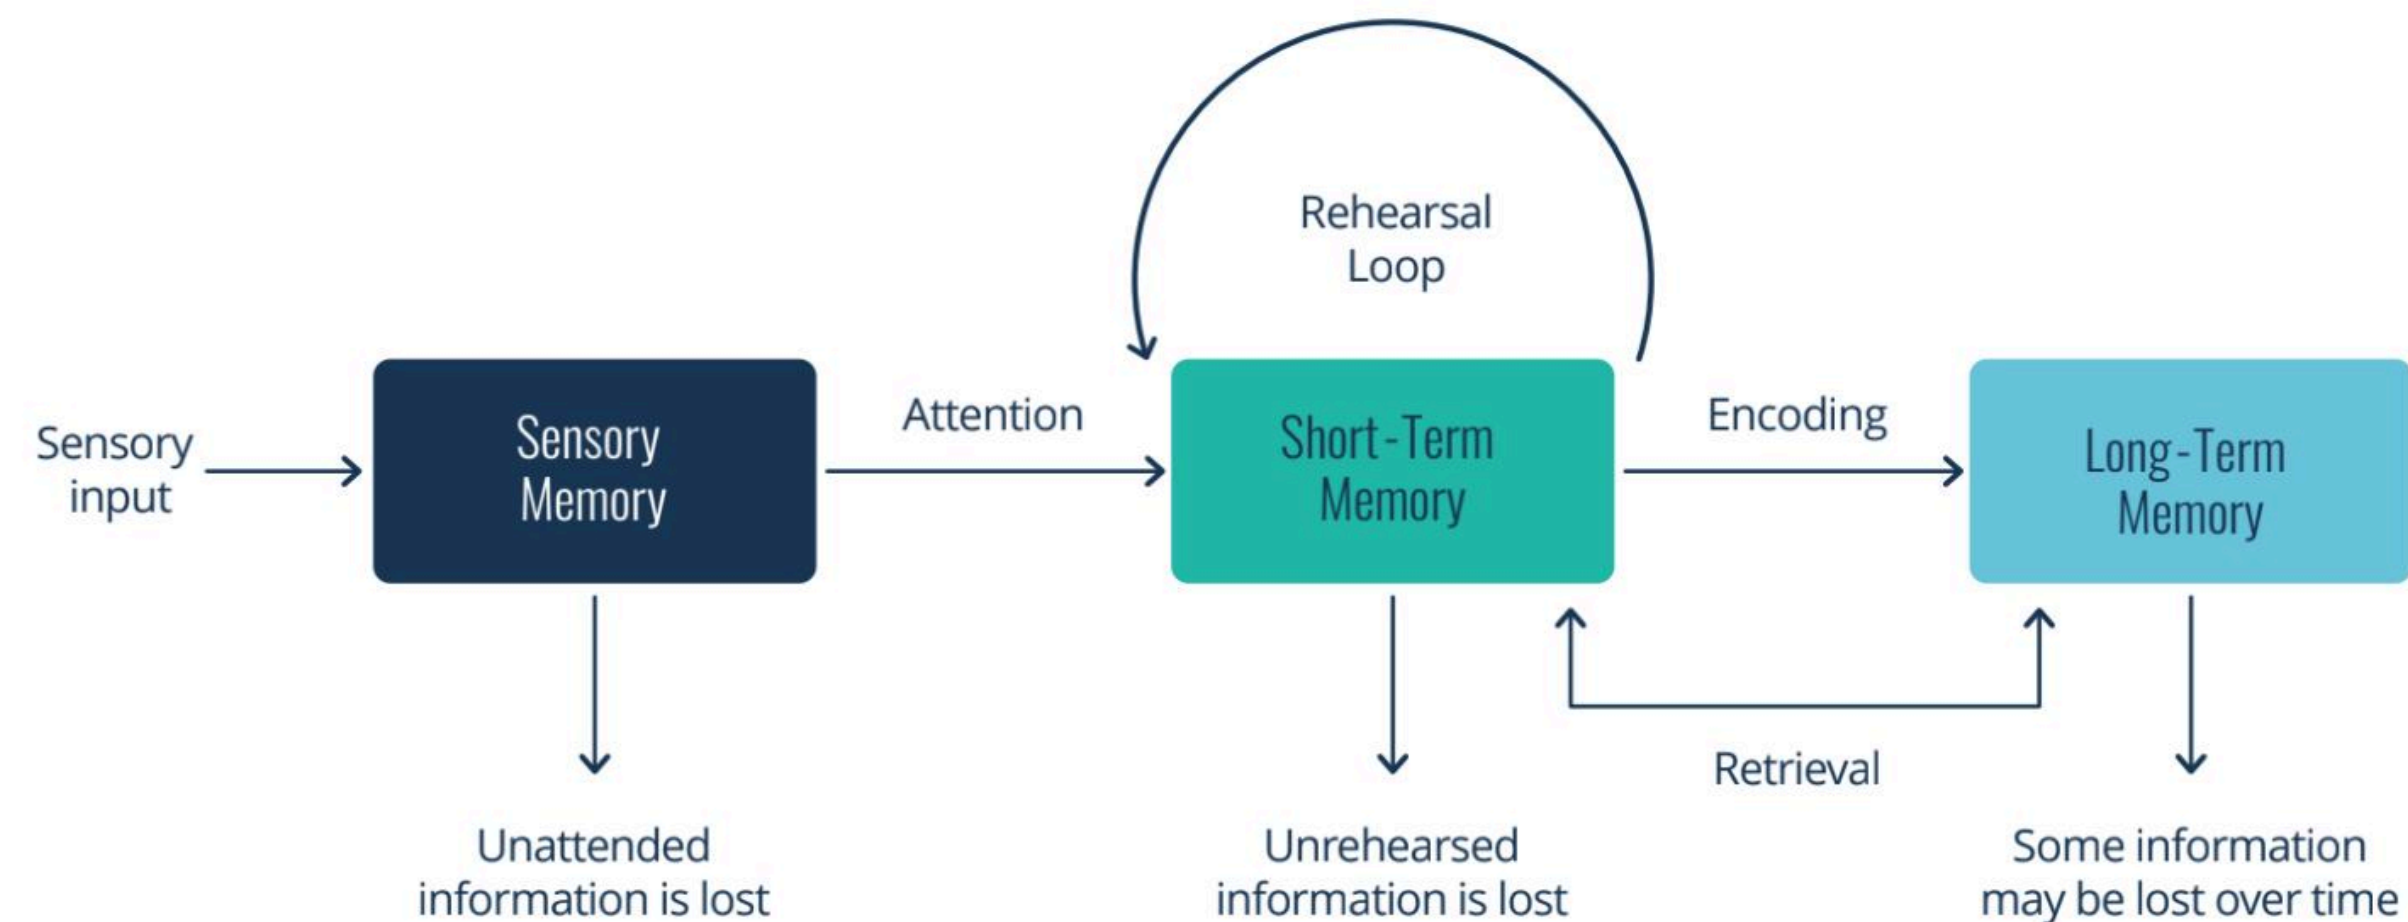 Rehearsal
Loop
Sensory
input
Sensory
Memory
Attention
Short-Term
Memory
Encoding
Long-Term
Memory
Retrieval
Unattended
information is lost
Unrehearsed
information is lost
Some information
may be lost over time